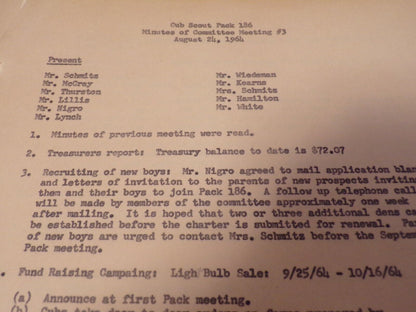 Cub Scout Pack 186
Minutes of Committee Meeting #3
August 24, 1964
Present
Mr. Schmitz
Mr. McCrey
Mr. Thurston
Mr. Lillis
Mr. Nigro
Mr. Lynch
Mr. Wiedeman
Mr. Kearns
Mrs. Schmitz
Mr. Hamilton
Mr. White
1. Minutes of previous meeting were read.
2. Treasurers report: Treasury balance to date is $72.07
3. Recruiting of new boys: Mr. Nigro agreed to mail application blan
and letters of invitation to the parents of new prospects inviting
them and their boys to join Pack 186. A follow up telephone call
will be made by members of the committee approximately one week
after mailing. It is hoped that two or three additional dens ca
be established before the charter is submitted for renewal. Pa
of new boys are urged to contact Mrs. Schmitz before the Septem
Pack meeting.
. Fund Raising Campaing: Ligh Bulb Sale: 9/25/64 - 10/16/64
(a) Announce at first Pack meeting.
(b) Cubs take door to door